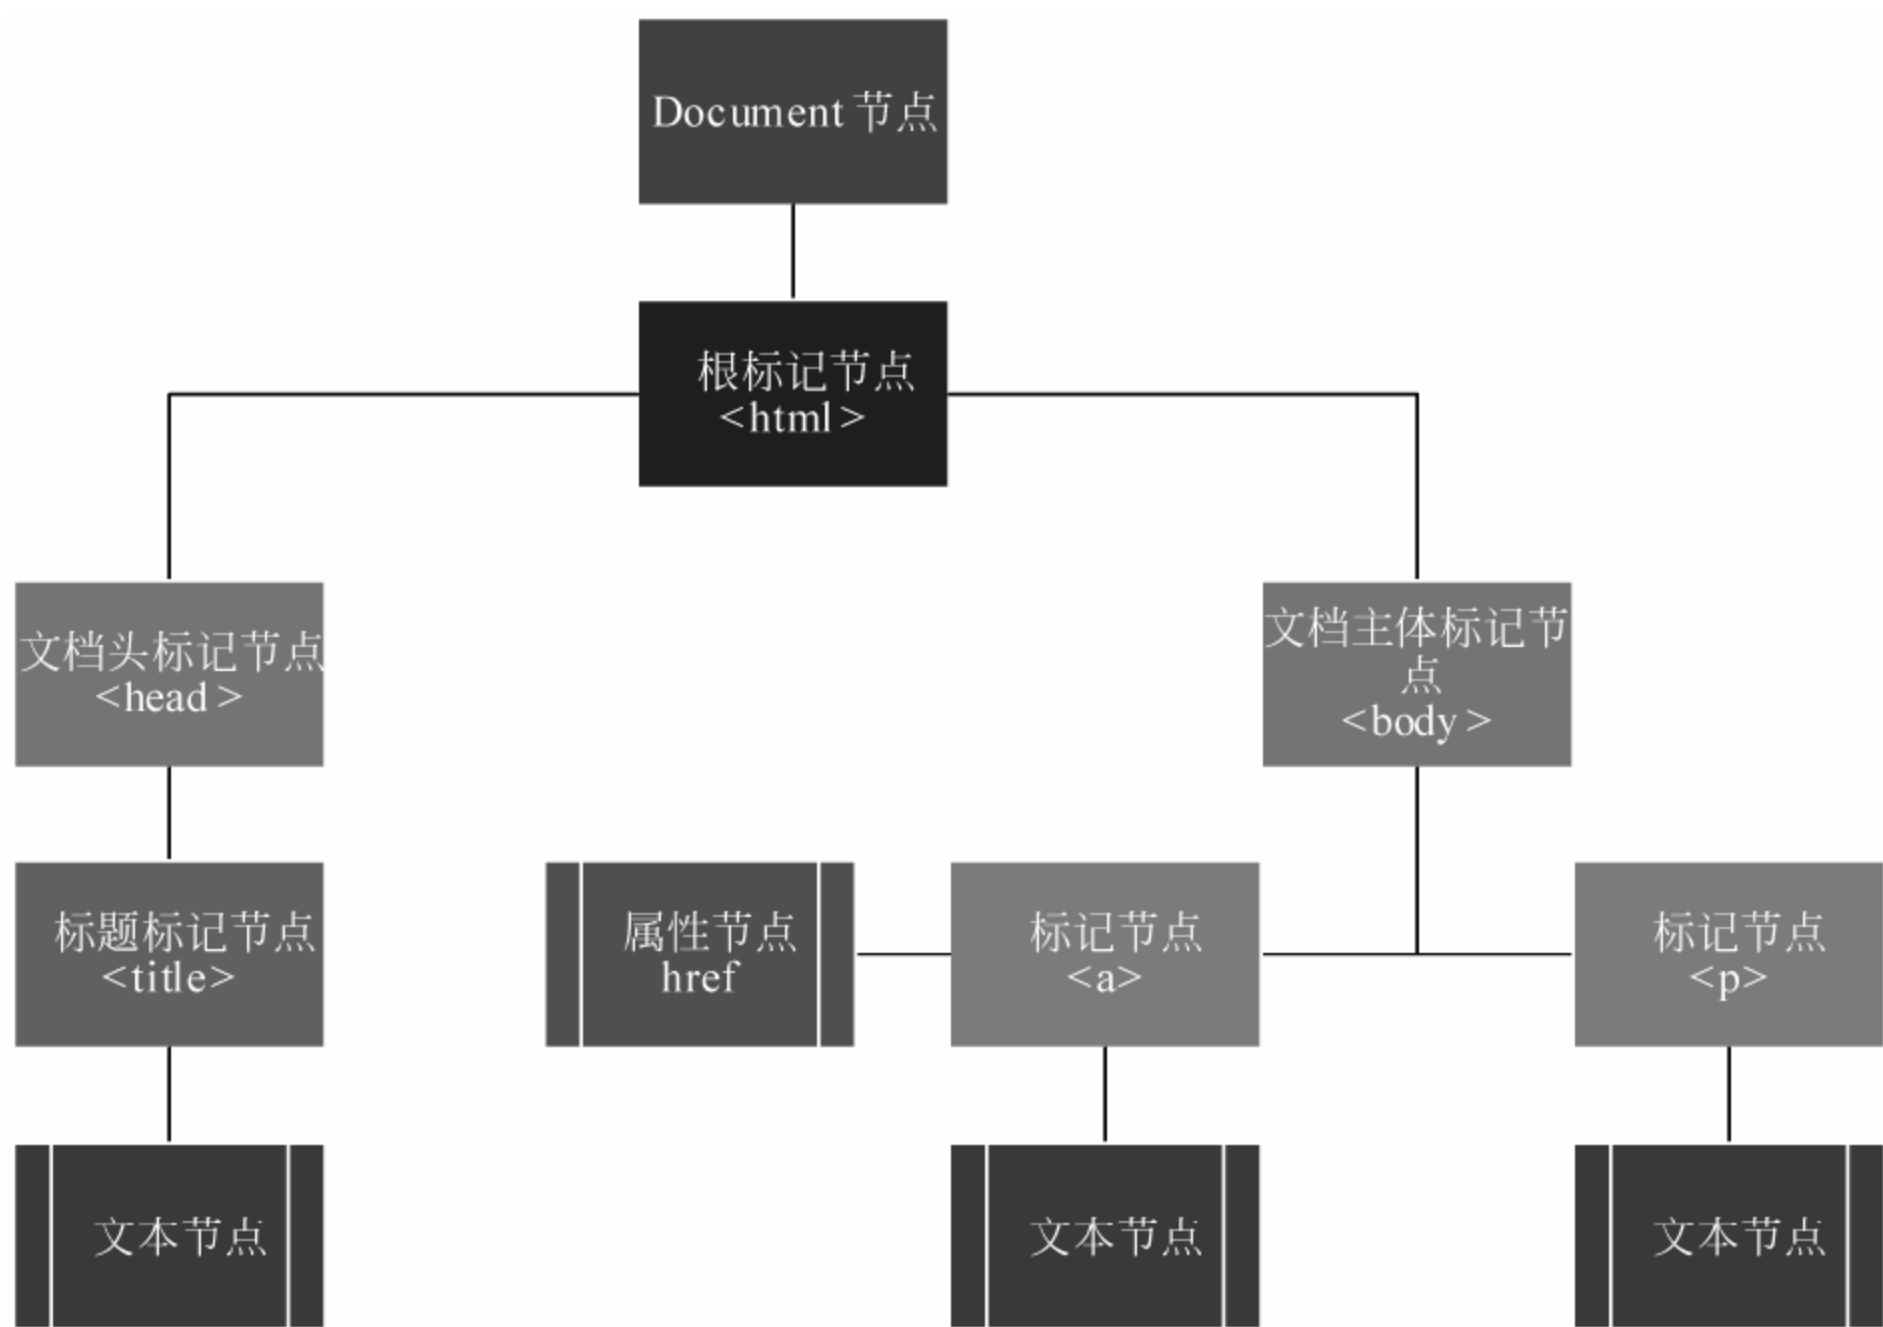 Document 节点
根标记节点
<html>
文档头标记节点
<head>
文档主体标记节
点
<body>
标题标记节点
<title>
属性节点
href
标记节点
<a>
标记节点
<p>
文本节点
文本节点
文本节点